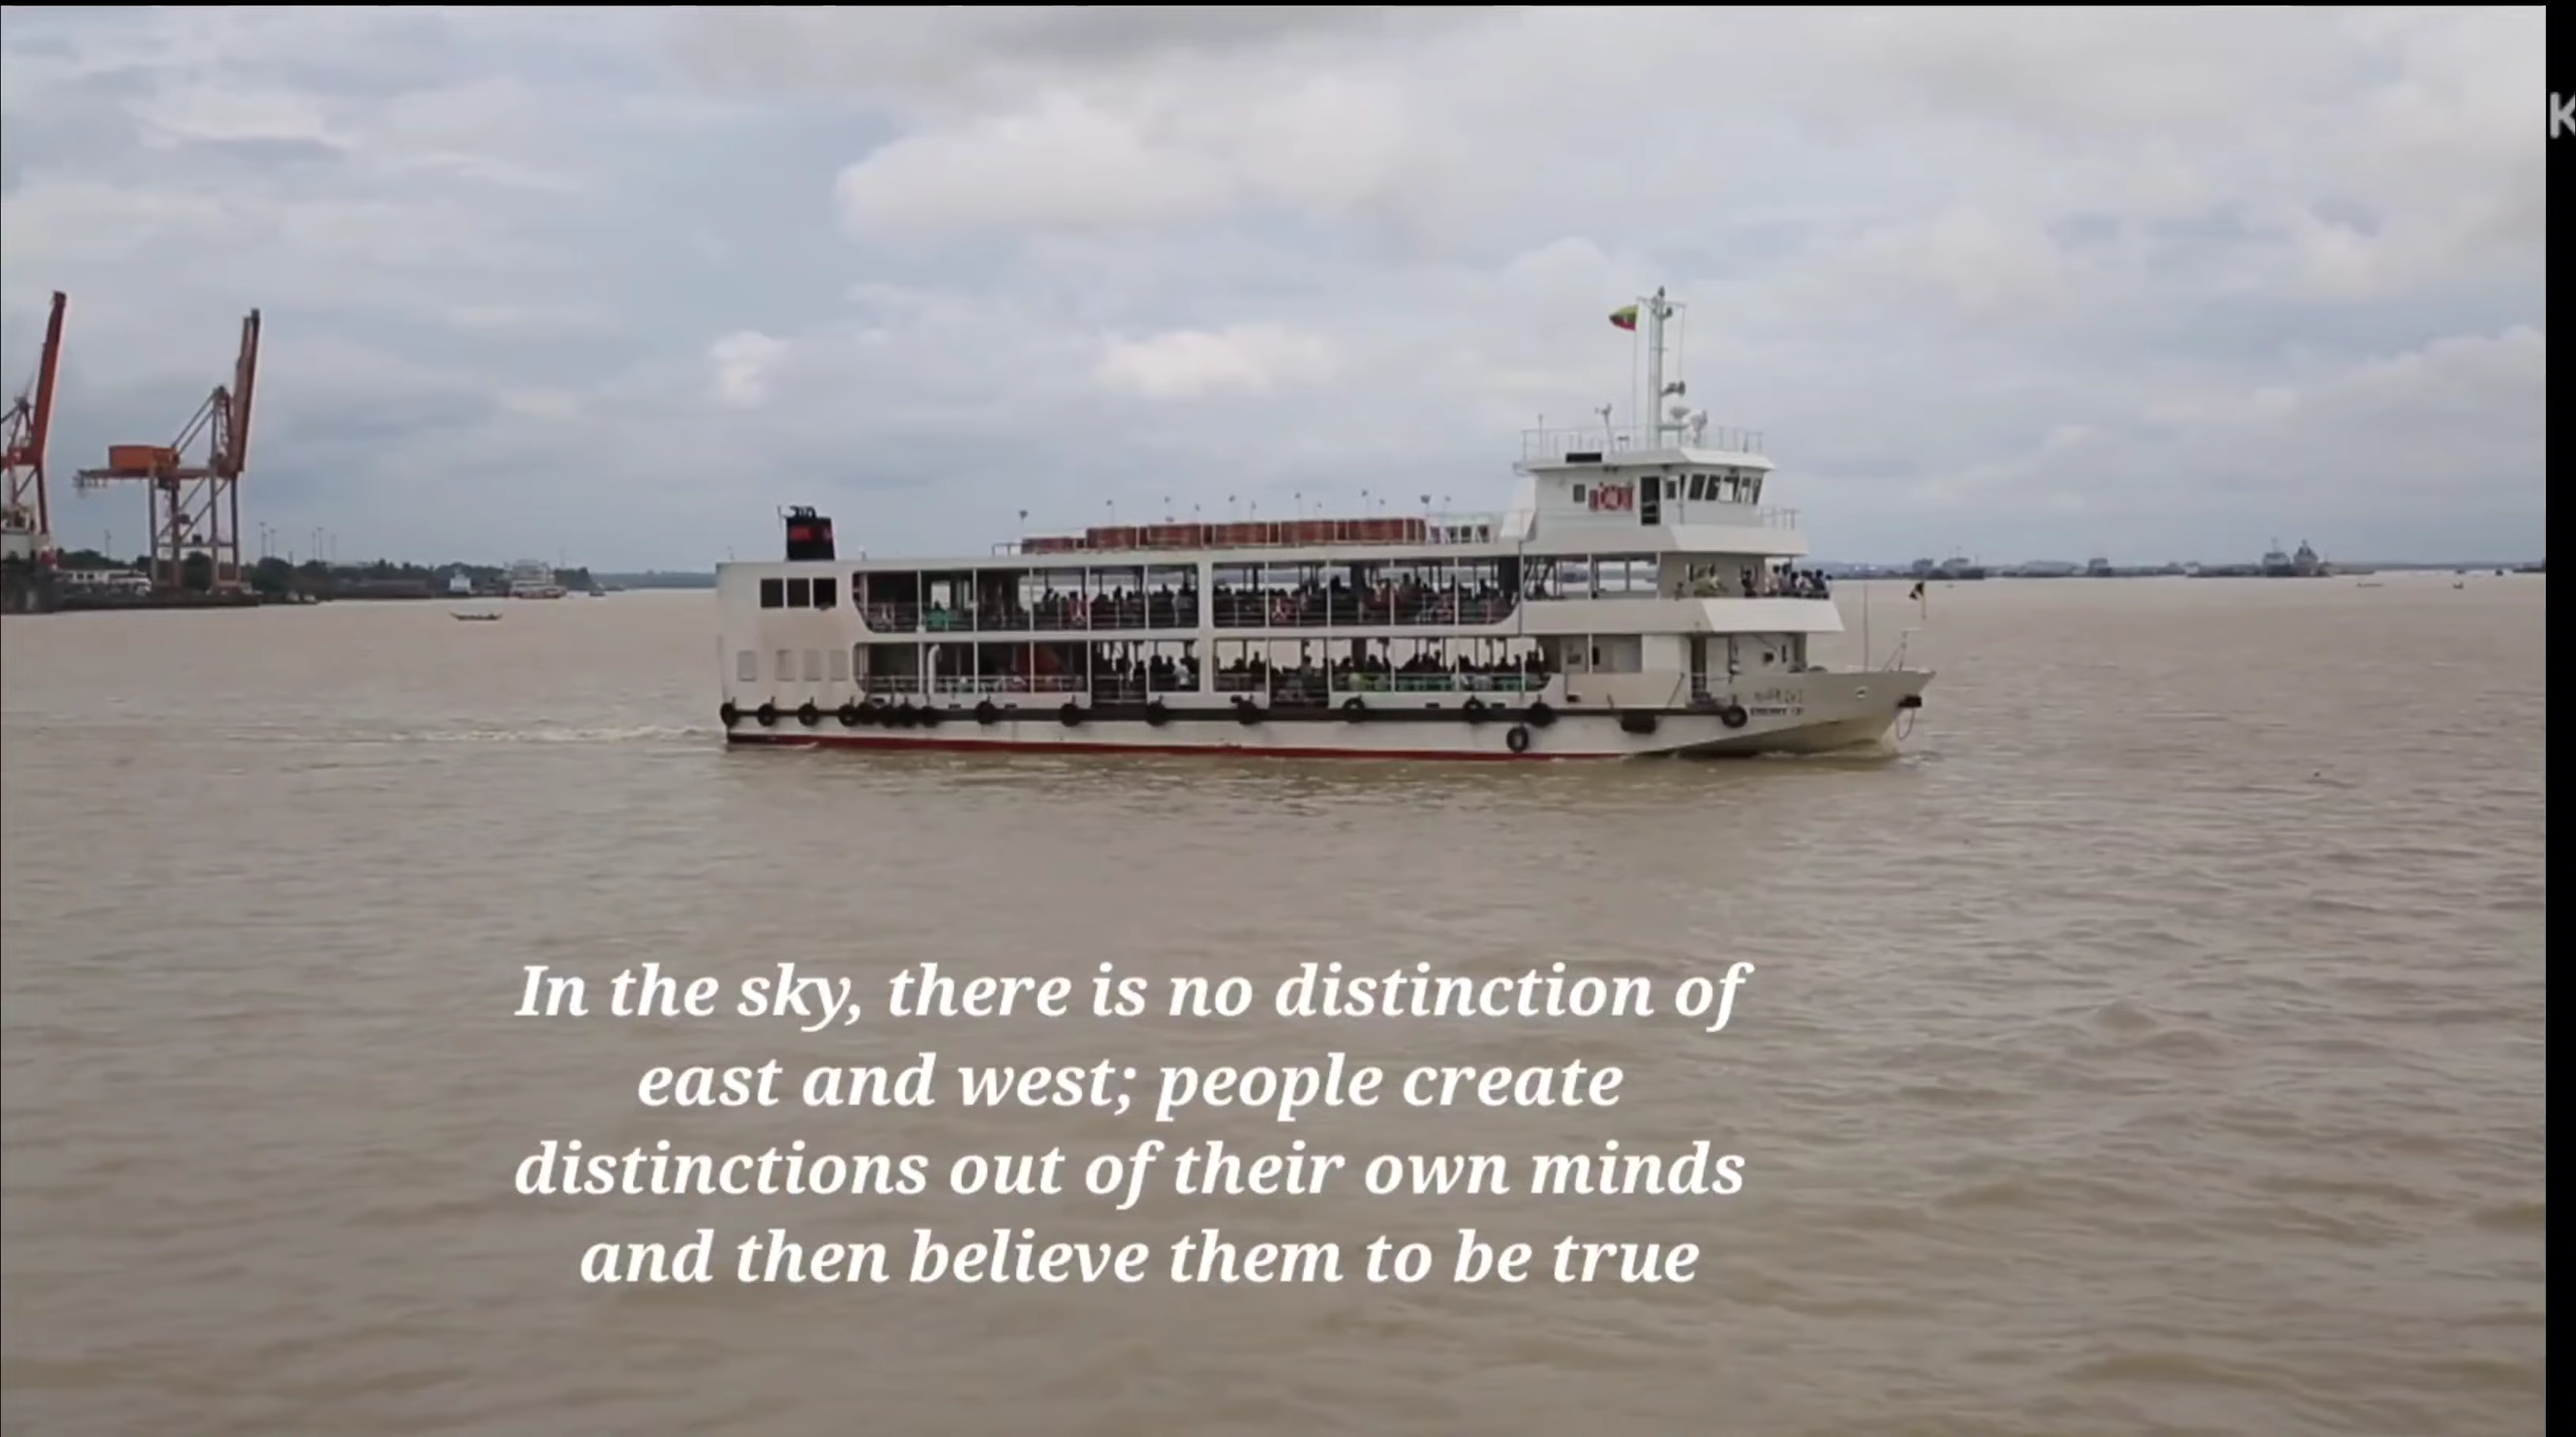 In the sky, there is no distinction of
east and west; people create
distinctions out of their own minds
and then believe them to be true